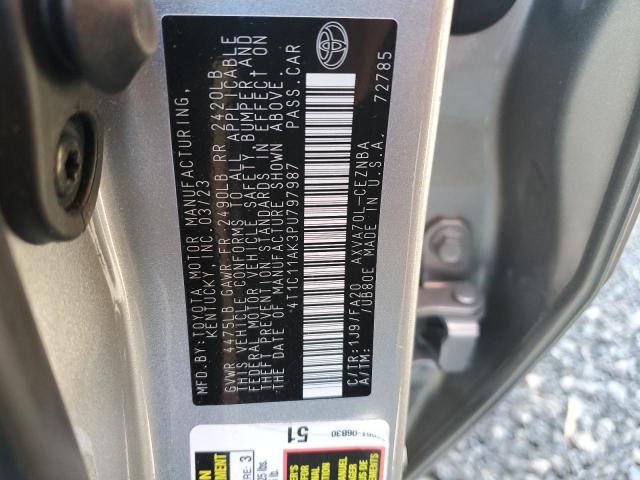 MFD.BY:TOYOTA MOTOR MANUFACTURING,
KENTUCKY, INC. 03/23
GVWR 4475LB GAWR FR 2490LB RR 2420LB
THIS VEHICLE CONFORMS TO ALL APPLICABLE
FEDERAL MOTOR VEHICLE SAFETY, BUMPER, AND
THEFT PREVENTION STANDARDS IN EFFECT ON
THE DATE OF MANUFACTURE SHOWN ABOVE.
4T1C11AK3PU797987 PASS.CAR
C/TR:1J9/FA20 AXVA70L-CEZNBA
A/TM: /UB80E MADE IN U.S.A. 72785
51
06830
3